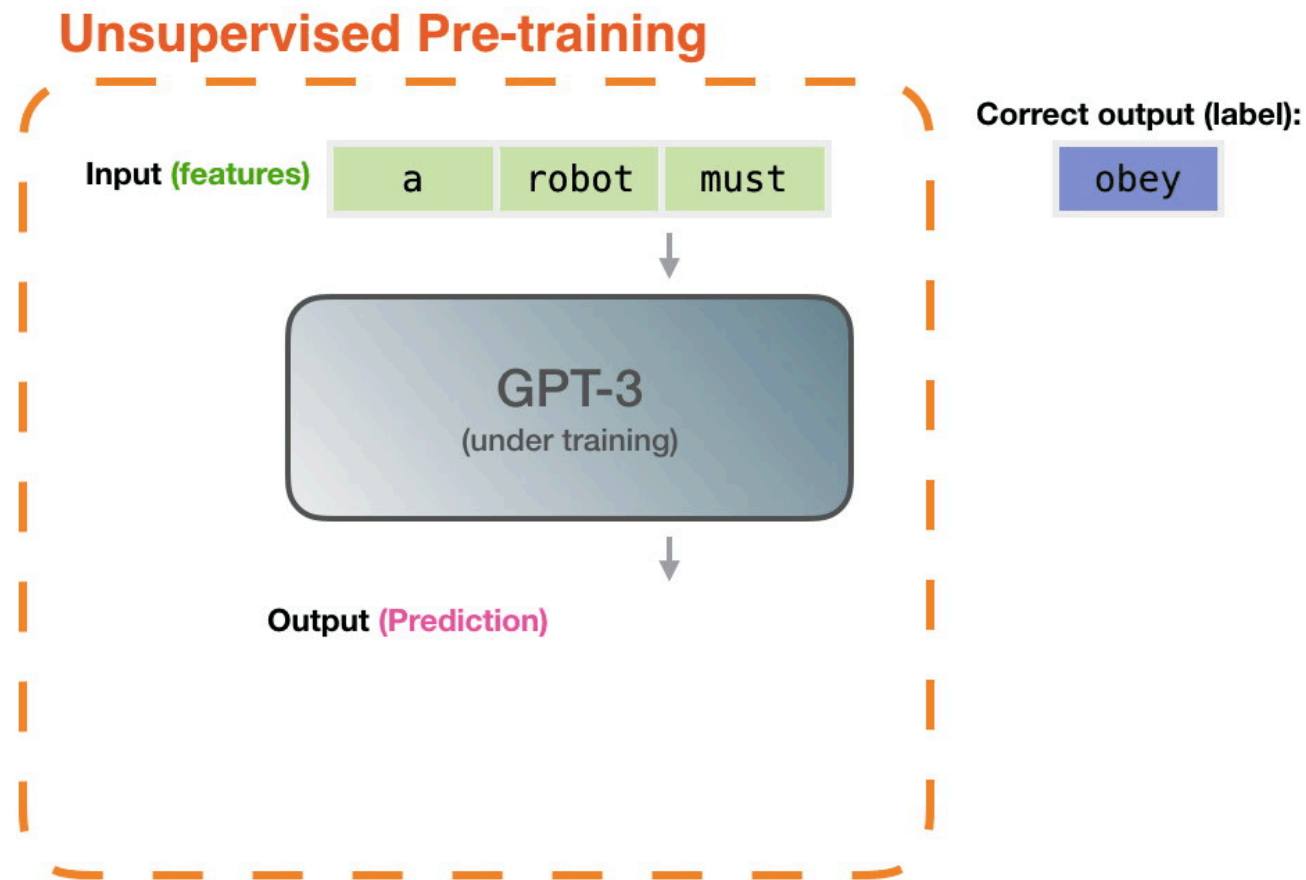 Unsupervised Pre-training
Correct output (label):
Input (features) a robot must
obey
GPT-3
(under training)
Output (Prediction)